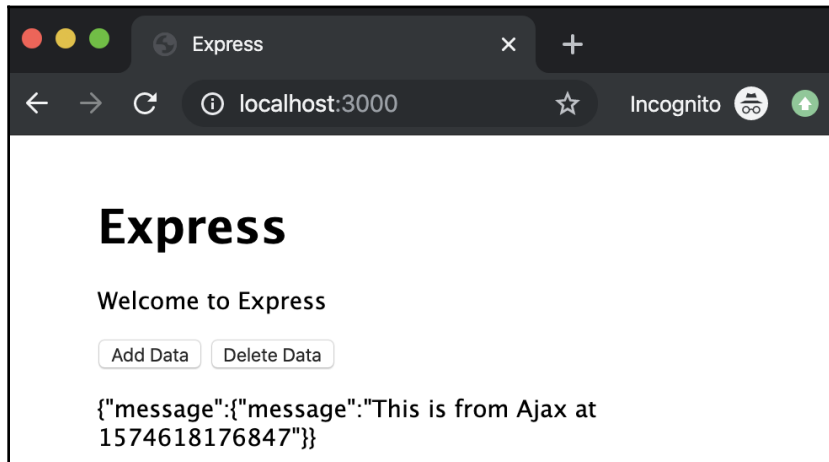 Express
localhost:3000
Incognito
Express
Welcome to Express
Add Data
Delete Data
{"message":{"message":"This is from Ajax at
1574618176847"}}